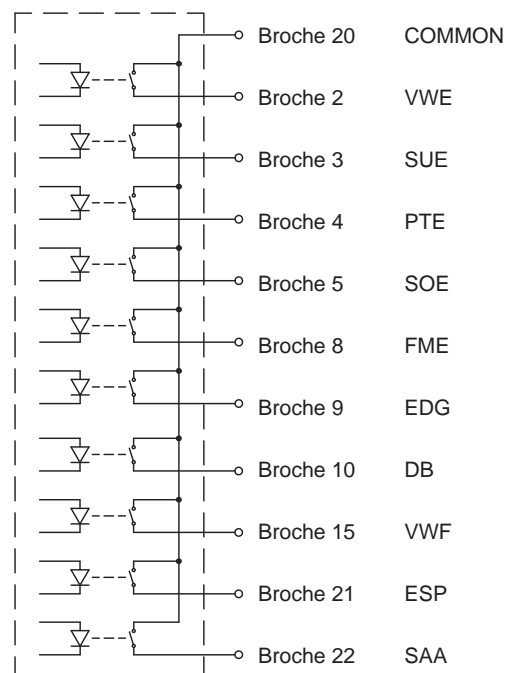 Broche 20 COMMON
Broche 2 VWE
Broche 3 SUE
Broche 4 PTE
Broche 5 SOE
Broche 8 FME
Broche 9 EDG
Broche 10 DB
Broche 15 VWF
Broche 21 ESP
Broche 22 SAA